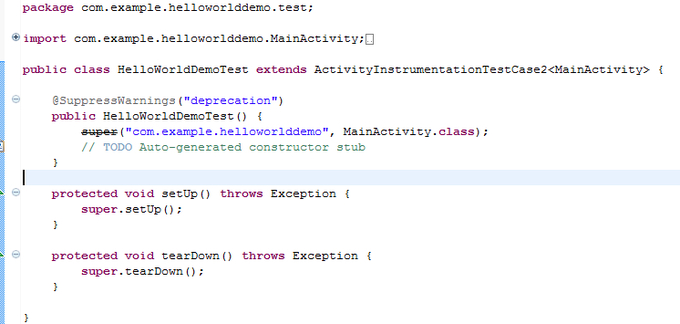 package com.example.helloworlddemo.test;
import com.example.helloworlddemo.MainActivity;
public class HelloWorldDemoTest extends ActivityInstrumentationTestCase2<MainActivity> {
@SuppressWarnings("deprecation")
public HelloWorldDemoTest() {
super("com.example.helloworlddemo", MainActivity.class);
// TODO Auto-generated constructor stub
}
protected void setUp() throws Exception {
super.setUp();
}
protected void tearDown() throws Exception {
super.tearDown();
}
}